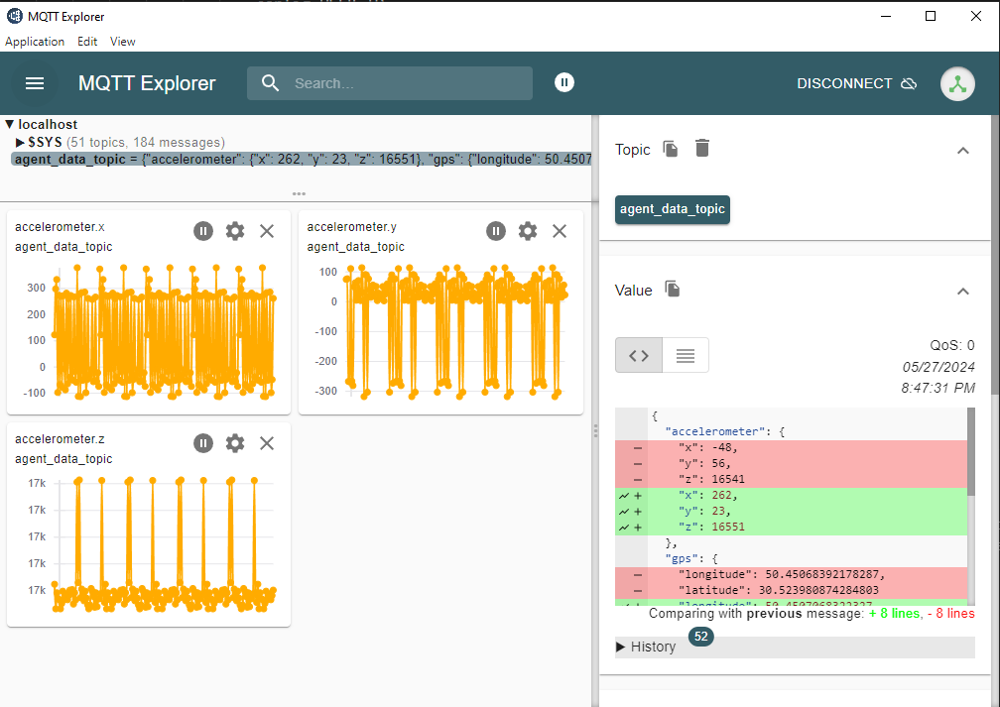 MQTT Explorer
Application Edit View
MQTT Explorer
Search...
DISCONNECT
▼ localhost
▶ $SYS (51 topics, 184 messages)
agent_data_topic = {"accelerometer": {"x": 262, "y": 23, "z": 16551}, "gps": {"longitude": 50.4507
accelerometer.x
agent_data_topic
300
200
100
0
-100
accelerometer.y
agent_data_topic
100
0
-100
-200
-300
accelerometer.z
agent_data_topic
17k
17k
17k
17k
17k
Topic
agent_data_topic
Value
QoS: 0
05/27/2024
8:47:31 PM
{
"accelerometer": {
- "x": -48,
- "y": 56,
- "z": 16541
+ "x": 262,
+ "y": 23,
+ "z": 16551
},
"gps": {
- "longitude": 50.45068392178287,
- "latitude": 30.523980874284803
Comparing with previous message: + 8 lines, - 8 lines
▶ History 52